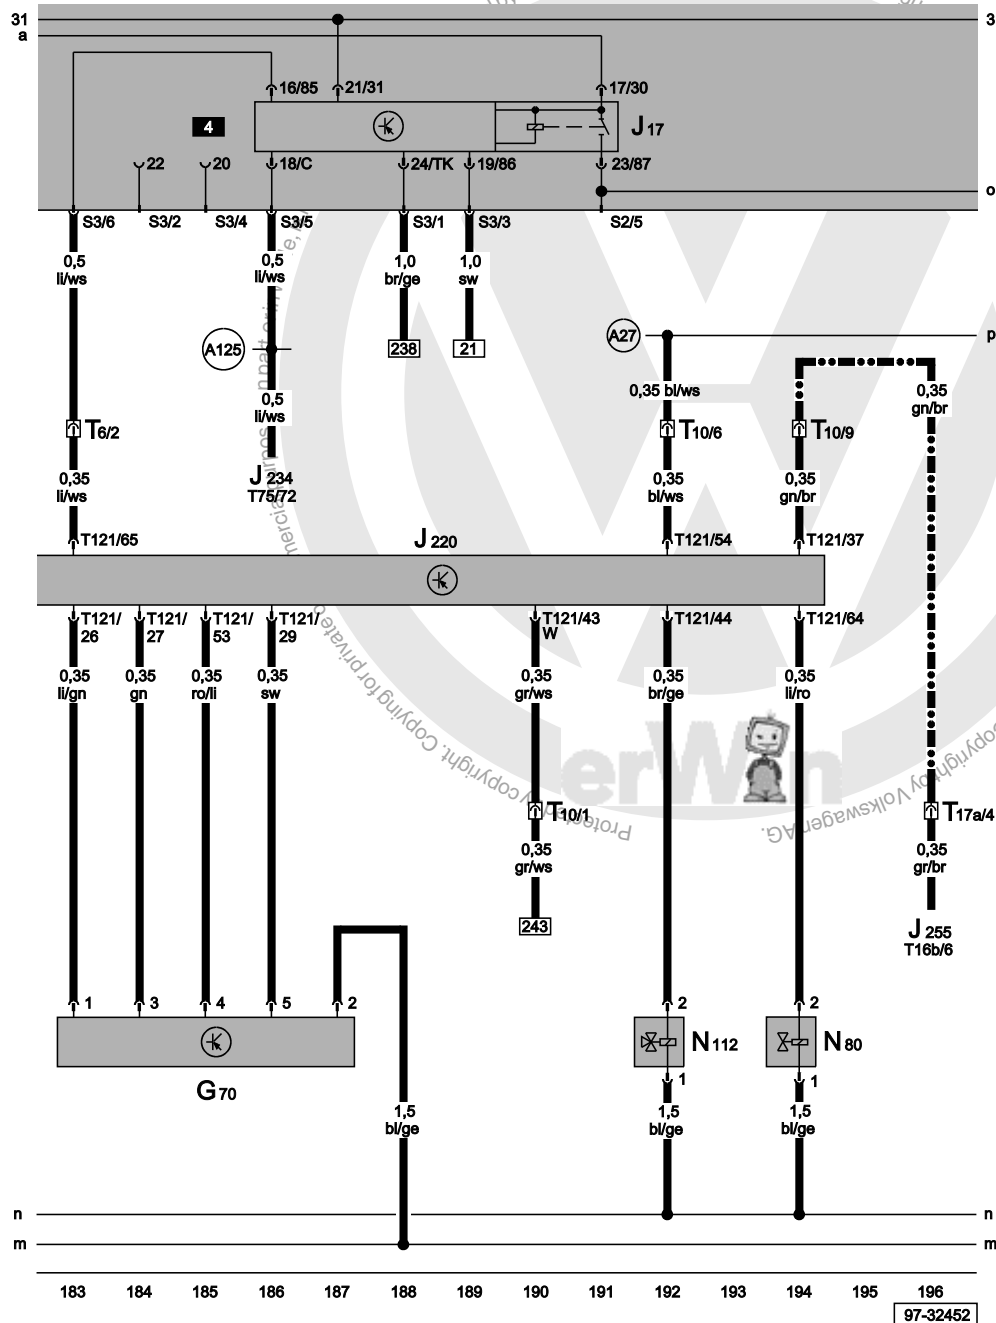 31
3
a
16/85
21/31
17/30
4
J 17
22
20
18/C
24/TK
19/86
23/87
o
S3/6
S3/2
S3/4
S3/5
S3/1
S3/3
S2/5
0,5
li/ws
0,5
li/ws
1,0
br/ge
1,0
sw
A125
238
21
A27
p
0,5
li/ws
0,35 bl/ws
0,35
gn/br
T6/2
T10/6
T10/9
0,35
li/ws
J 234
T75/72
0,35
bl/ws
0,35
gn/br
T121/65
J 220
T121/54
T121/37
T121/
26
T121/
27
T121/
53
T121/
29
T121/43
W
T121/44
T121/64
0,35
li/gn
0,35
gn
0,35
ro/li
0,35
sw
0,35
gr/ws
0,35
br/ge
0,35
li/ro
erWin
T10/1
T17a/4
0,35
gr/ws
0,35
gr/br
243
J 255
T16b/6
1
3
4
5
2
2
2
G70
N112
N80
1
1
1,5
bl/ge
1,5
bl/ge
1,5
bl/ge
n
n
m
m
183 184 185 186 187 188 189 190 191 192 193 194 195 196
97-32452